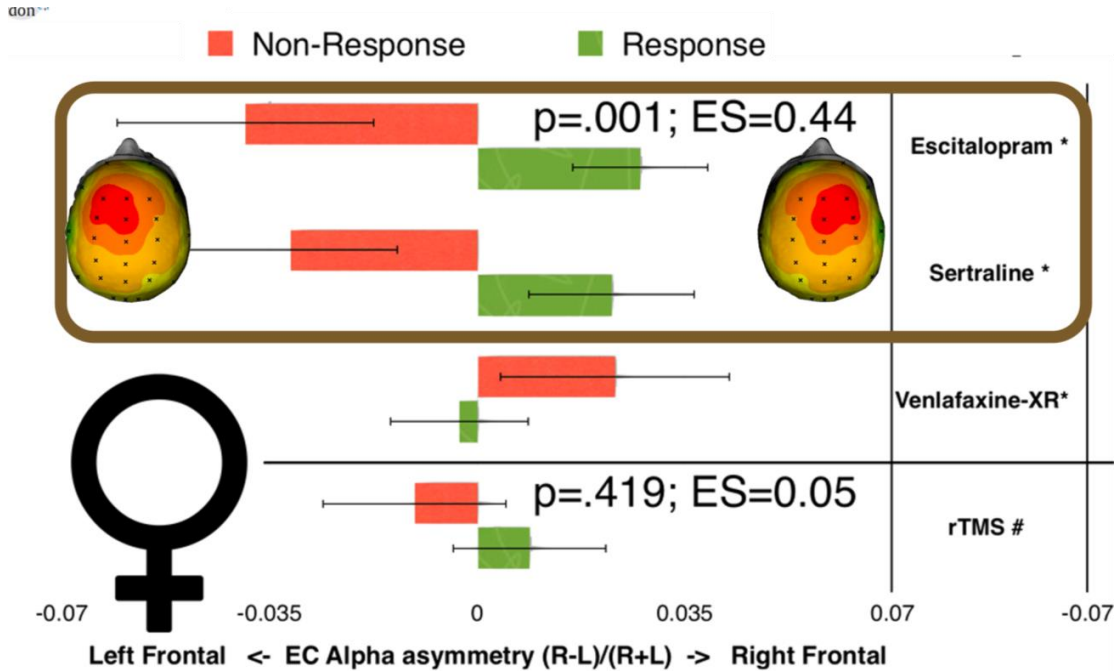 Non-Response Response
p=.001; ES=0.44
Escitalopram *
Sertraline *
Venlafaxine-XR*
p=.419; ES=0.05
rTMS #
-0.07 -0.035 0 0.035 0.07 -0.07
Left Frontal <- EC Alpha asymmetry (R-L)/(R+L) -> Right Frontal